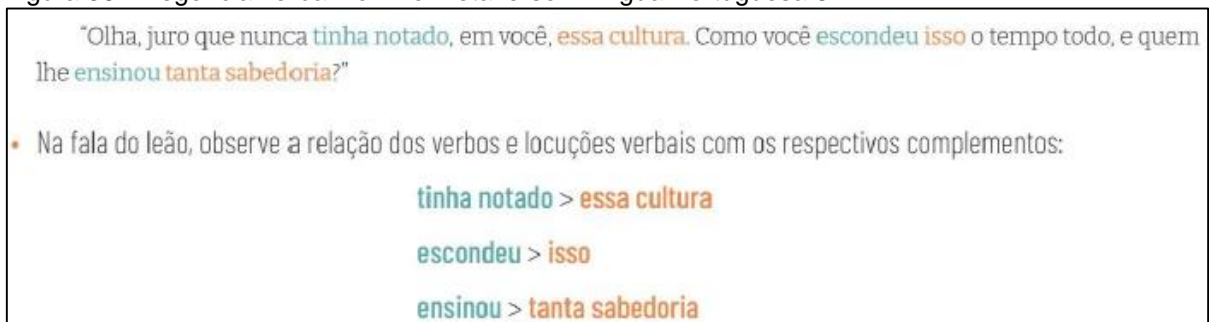 “Olha, juro que nunca tinha notado, em você, essa cultura. Como você escondeu isso o tempo todo, e quem
lhe ensinou tanta sabedoria?”
• Na fala do leão, observe a relação dos verbos e locuções verbais com os respectivos complementos:
tinha notado > essa cultura
escondeu > isso
ensinou > tanta sabedoria